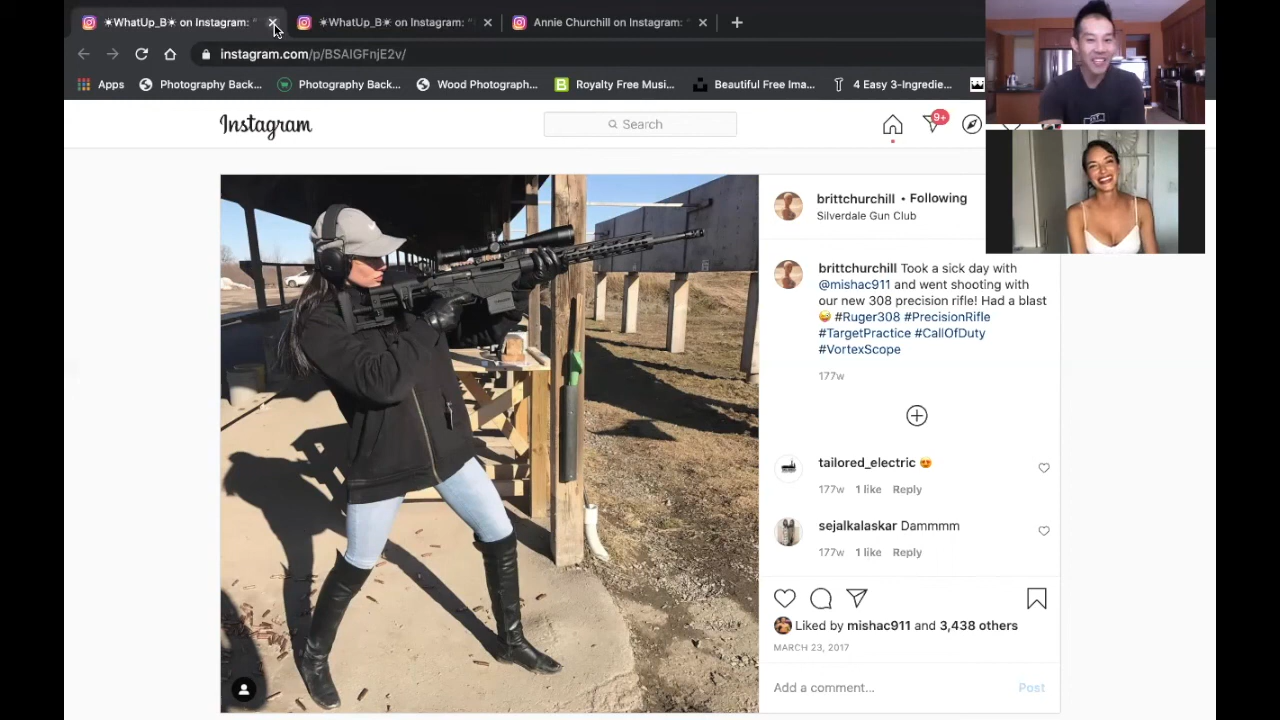 ☀WhatUp_B☀ on Instagram: “
☀WhatUp_B☀ on Instagram: “
Annie Churchill on Instagram: “
instagram.com/p/BSAIGFnjE2v/
Apps
Photography Back...
Photography Back...
Wood Photograph...
Royalty Free Musi...
Beautiful Free Ima...
4 Easy 3-Ingredie...
Instagram
Search
9+
brittchurchill • Following
Silverdale Gun Club
brittchurchill Took a sick day with
@mishac911 and went shooting with
our new 308 precision rifle! Had a blast
😜 #Ruger308 #PrecisionRifle
#TargetPractice #CallOfDuty
#VortexScope
177w
tailored_electric 😍
177w 1 like Reply
sejalkalaskar Dammmm
177w 1 like Reply
Liked by mishac911 and 3,438 others
MARCH 23, 2017
Add a comment...
Post